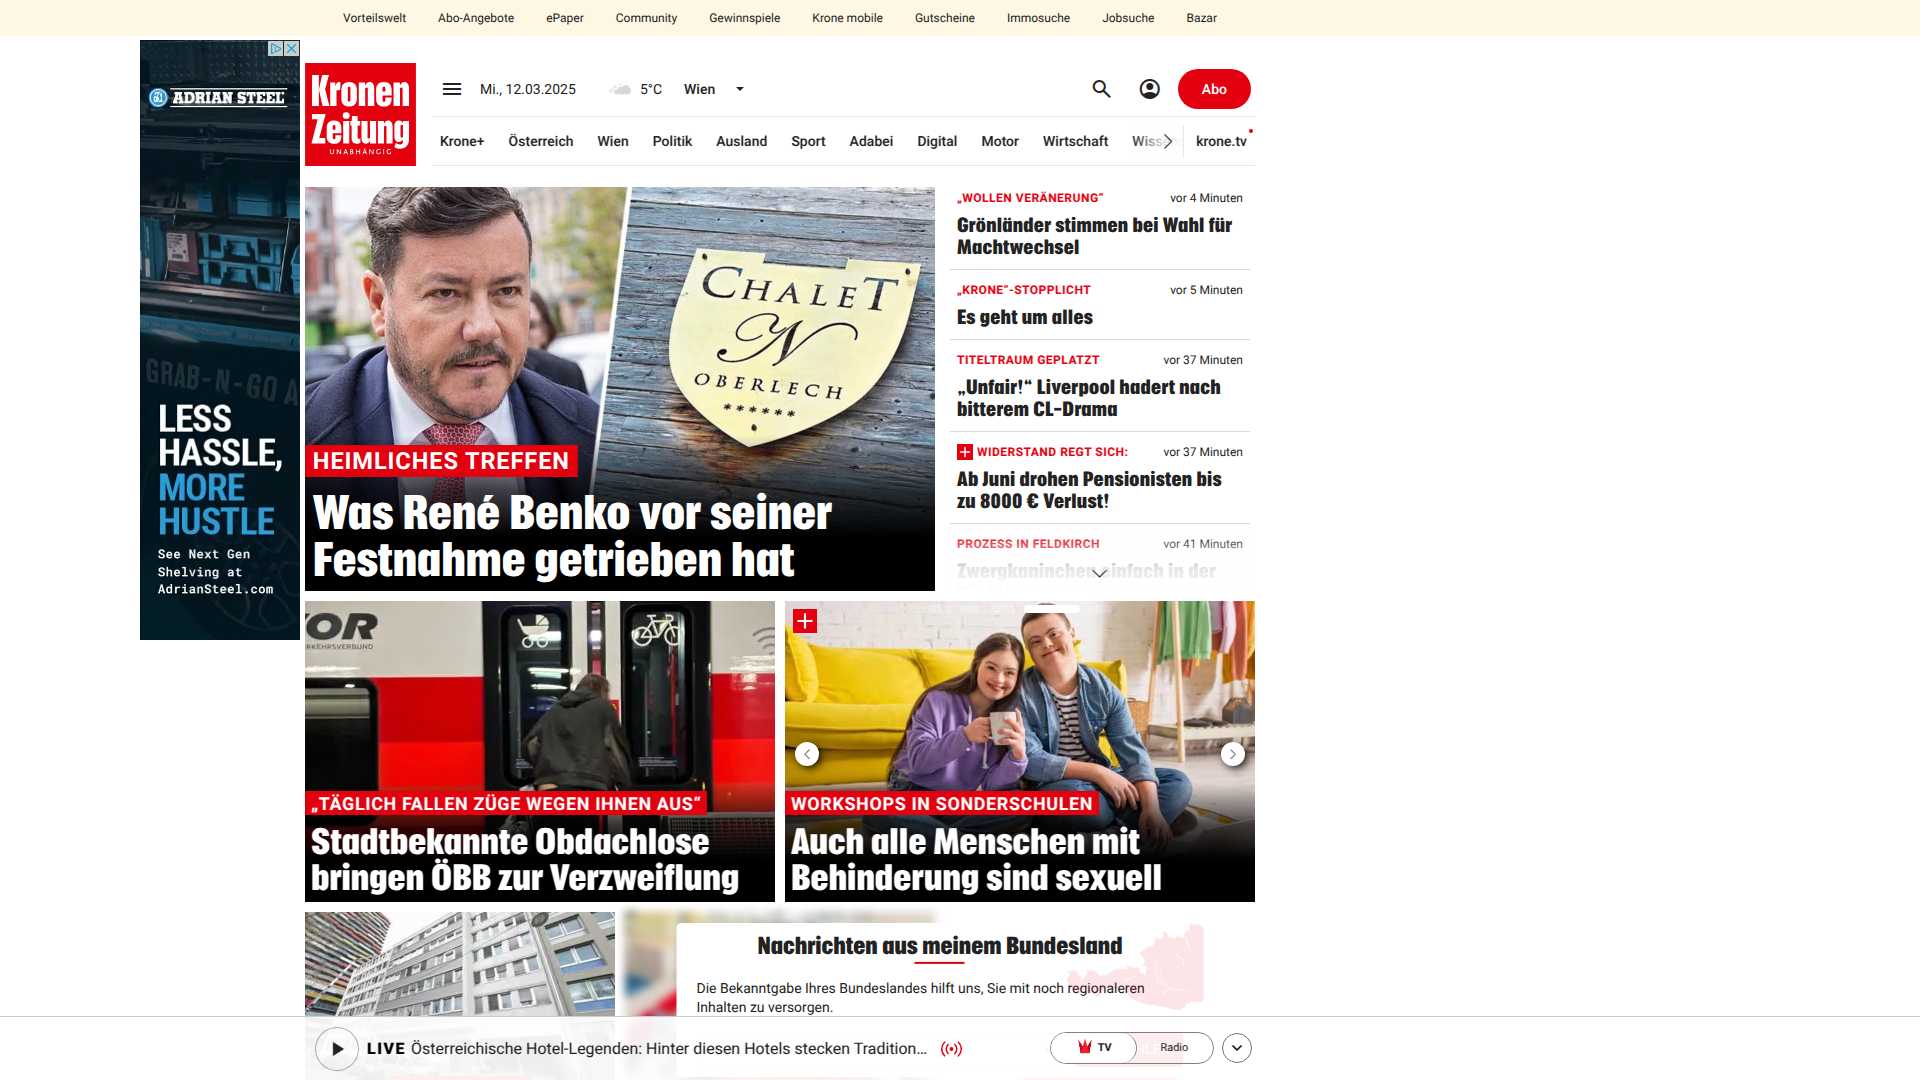 Vorteilswelt
Abo-Angebote
ePaper
Community
Gewinnspiele
Krone mobile
Gutscheine
Immosuche
Jobsuche
Bazar
ADRIAN STEEL
GRAB-N-GO
LESS
HASSLE,
MORE
HUSTLE
See Next Gen
Shelving at
AdrianSteel.com
Kronen
Zeitung
UNABHÄNGIG
Mi., 12.03.2025
5°C
Wien
Abo
Krone+
Österreich
Wien
Politik
Ausland
Sport
Adabei
Digital
Motor
Wirtschaft
krone.tv
CHALET
N
OBERLECH
******
HEIMLICHES TREFFEN
Was René Benko vor seiner
Festnahme getrieben hat
„WOLLEN VERÄNERUNG“
vor 4 Minuten
Grönländer stimmen bei Wahl für
Machtwechsel
„KRONE“-STOPPLICHT
vor 5 Minuten
Es geht um alles
TITELTRAUM GEPLATZT
vor 37 Minuten
„Unfair!“ Liverpool hadert nach
bitterem CL-Drama
WIDERSTAND REGT SICH:
vor 37 Minuten
Ab Juni drohen Pensionisten bis
zu 8000 € Verlust!
PROZESS IN FELDKIRCH
vor 41 Minuten
Zwergkaninchen einfach in der
VOR
„TÄGLICH FALLEN ZÜGE WEGEN IHNEN AUS“
Stadtbekannte Obdachlose
bringen ÖBB zur Verzweiflung
WORKSHOPS IN SONDERSCHULEN
Auch alle Menschen mit
Behinderung sind sexuell
Nachrichten aus meinem Bundesland
Die Bekanntgabe Ihres Bundeslandes hilft uns, Sie mit noch regionaleren
Inhalten zu versorgen.
LIVE Österreichische Hotel-Legenden: Hinter diesen Hotels stecken Tradition...
TV
Radio